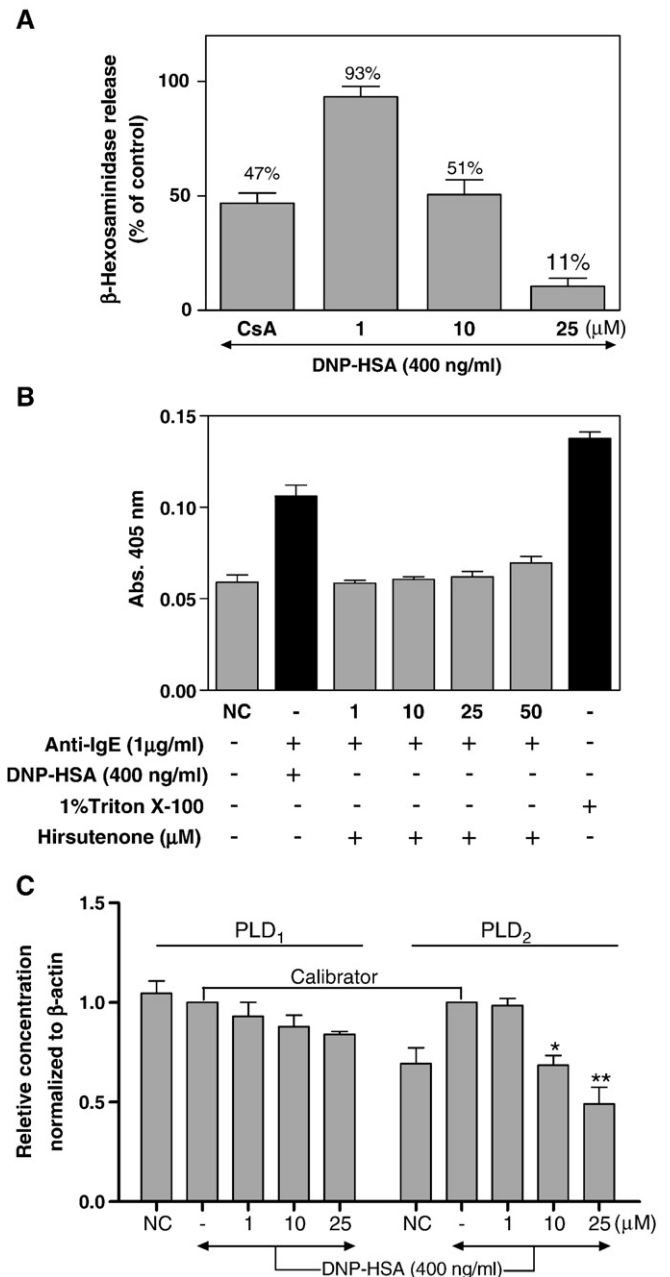 A
β-Hexosaminidase release
(% of control)
100
50
0
47%
93%
51%
11%
CsA 1 10 25 (μM)
DNP-HSA (400 ng/ml)
B
Abs. 405 nm
0.15
0.10
0.05
0.00
NC - 1 10 25 50 -
Anti-IgE (1μg/ml) - + + + + + -
DNP-HSA (400 ng/ml) - + - - - - -
1%Triton X-100 - - - - - - +
Hirsutenone (μM) - - + + + + -
C
Reletive concentration
normalized to β-actin
1.5
1.0
0.5
0.0
PLD1 PLD2
Calibrator
* **
NC - 1 10 25 NC - 1 10 25 (μM)
DNP-HSA (400 ng/ml)